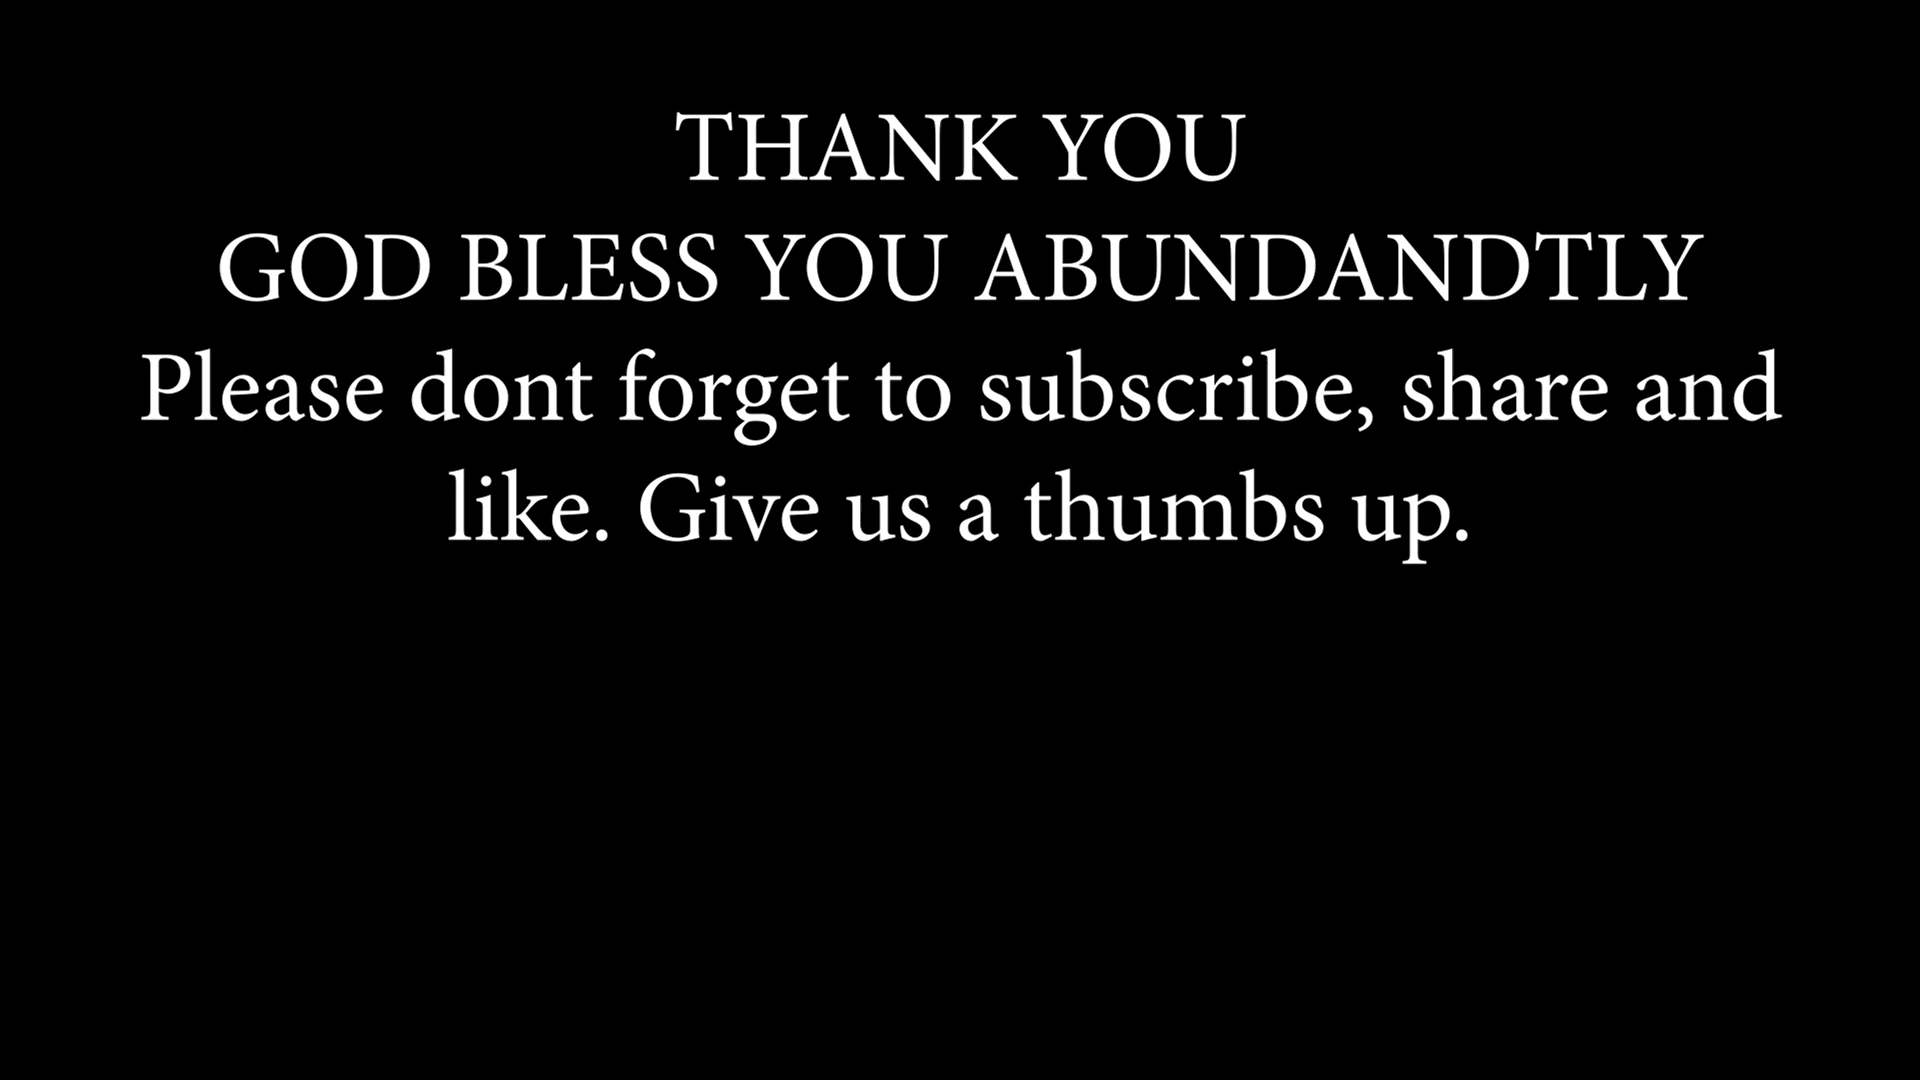 THANK YOU
GOD BLESS YOU ABUNDANDTLY
Please dont forget to subscribe, share and
like. Give us a thumbs up.